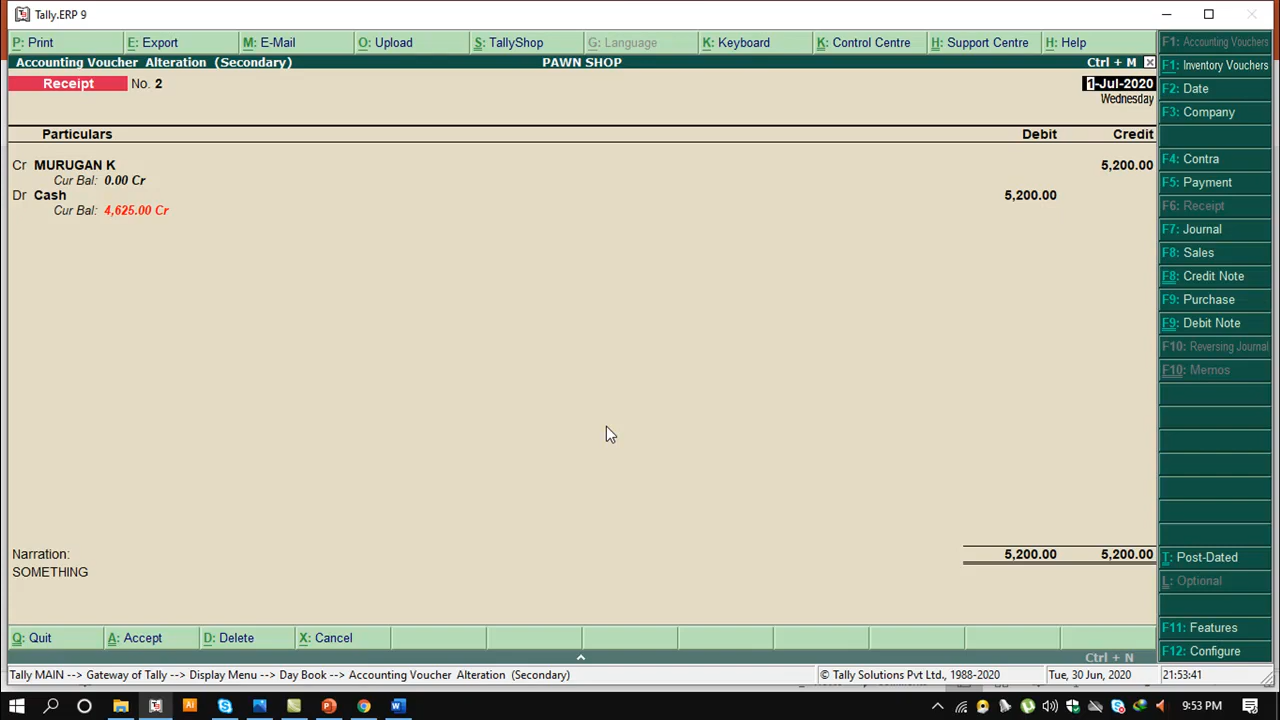 Tally.ERP 9
P: Print E: Export M: E-Mail O: Upload S: TallyShop G: Language K: Keyboard K: Control Centre H: Support Centre H: Help
Accounting Voucher Alteration (Secondary) PAWN SHOP Ctrl + M
Receipt No. 2 1-Jul-2020
Wednesday
Particulars Debit Credit
Cr MURUGAN K 5,200.00
Cur Bal: 0.00 Cr
Dr Cash 5,200.00
Cur Bal: 4,625.00 Cr
Narration: 5,200.00 5,200.00
SOMETHING
Q: Quit A: Accept D: Delete X: Cancel
Ctrl + N
Tally MAIN --> Gateway of Tally --> Display Menu --> Day Book --> Accounting Voucher Alteration (Secondary) © Tally Solutions Pvt Ltd., 1988-2020 Tue, 30 Jun, 2020 21:53:41
9:53 PM
F1: Accounting Vouchers
F1: Inventory Vouchers
F2: Date
F3: Company
F4: Contra
F5: Payment
F6: Receipt
F7: Journal
F8: Sales
F8: Credit Note
F9: Purchase
F9: Debit Note
F10: Reversing Journal
F10: Memos
T: Post-Dated
L: Optional
F11: Features
F12: Configure